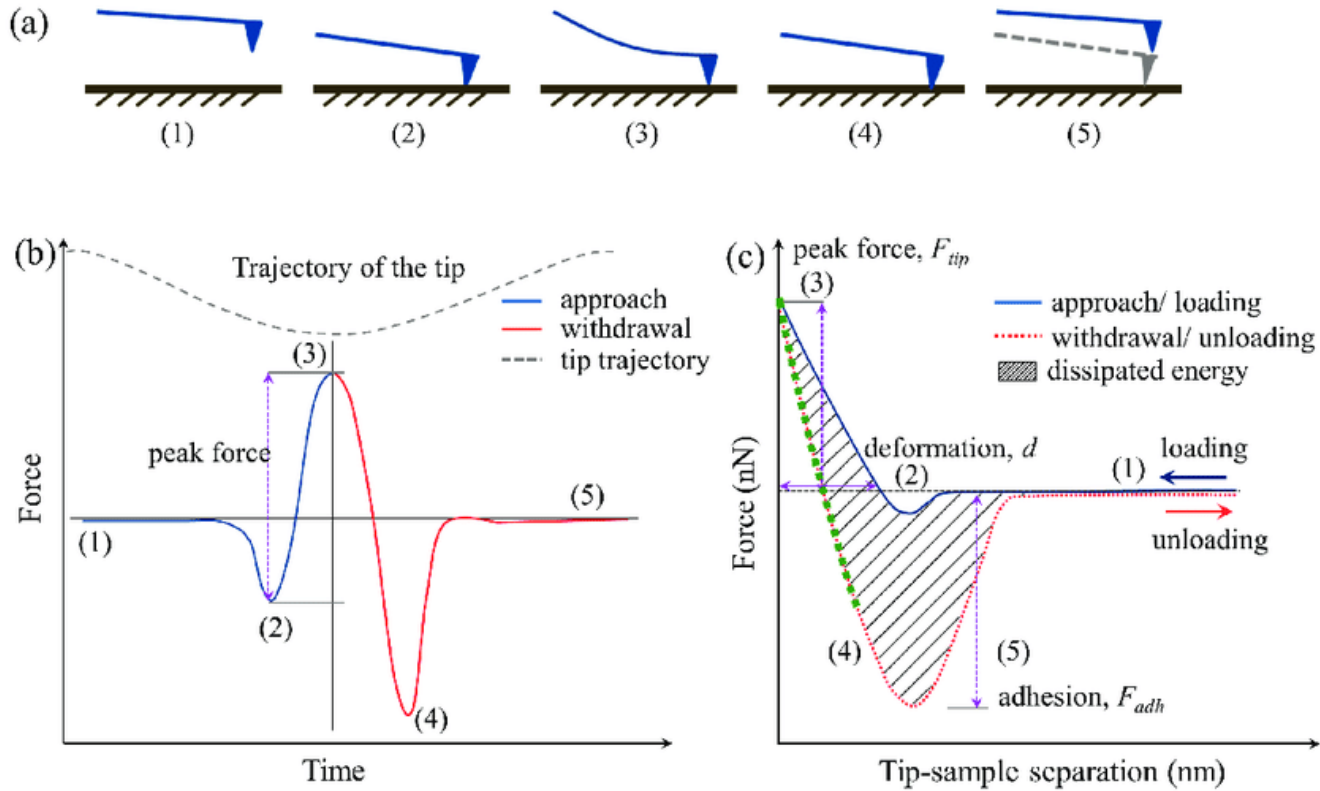 (a)
(1)
(2)
(3)
(4)
(5)
(b)
Trajectory of the tip
approach
withdrawal
tip trajectory
(3)
peak force
(5)
(1)
(2)
(4)
Force
Time
(c)
peak force, F_tip
(3)
approach/ loading
withdrawal/ unloading
dissipated energy
deformation, d
(2)
(1)
loading
unloading
(4)
(5)
adhesion, F_adh
Force (nN)
Tip-sample separation (nm)